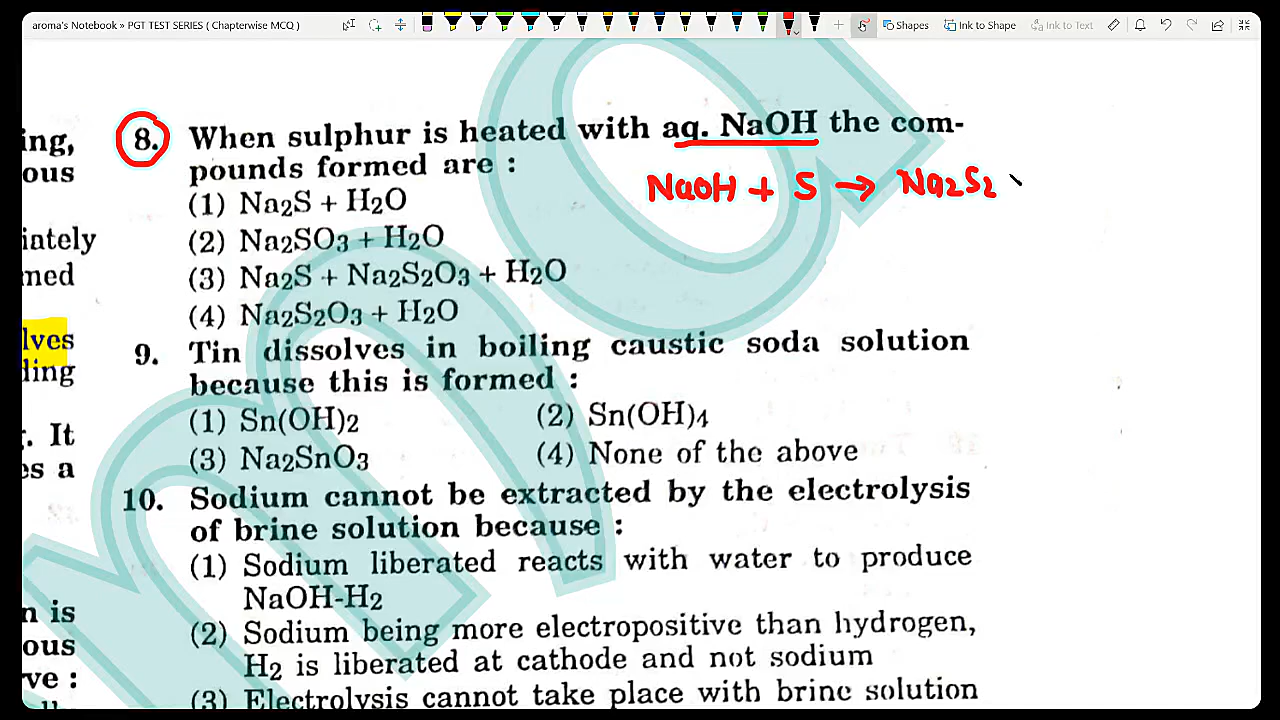 aroma's Notebook » PGT TEST SERIES ( Chapterwise MCQ )
Shapes
Ink to Shape
Ink to Text
ing,
ous
iately
med
lves
ling
It
es a
n is
ous
ve :
8. When sulphur is heated with aq. NaOH the com-
pounds formed are :
NaOH + S → Na2S2
(1) Na2S + H2O
(2) Na2SO3 + H2O
(3) Na2S + Na2S2O3 + H2O
(4) Na2S2O3 + H2O
9. Tin dissolves in boiling caustic soda solution
because this is formed :
(1) Sn(OH)2 (2) Sn(OH)4
(3) Na2SnO3 (4) None of the above
10. Sodium cannot be extracted by the electrolysis
of brine solution because :
(1) Sodium liberated reacts with water to produce
NaOH-H2
(2) Sodium being more electropositive than hydrogen,
H2 is liberated at cathode and not sodium
(3) Electrolysis cannot take place with brine solution